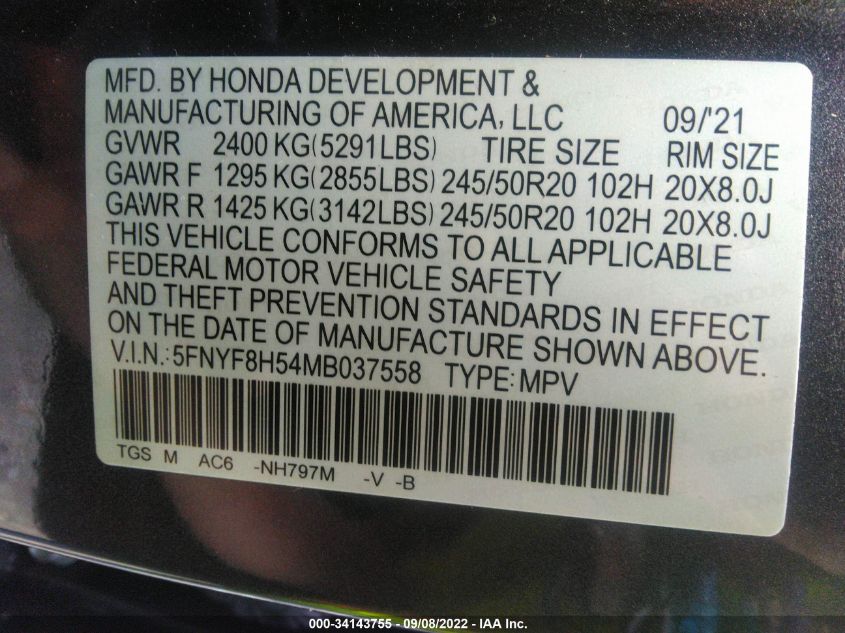 MFD. BY HONDA DEVELOPMENT &
MANUFACTURING OF AMERICA, LLC 09/'21
GVWR 2400 KG(5291LBS) TIRE SIZE RIM SIZE
GAWR F 1295 KG(2855LBS) 245/50R20 102H 20X8.0J
GAWR R 1425 KG(3142LBS) 245/50R20 102H 20X8.0J
THIS VEHICLE CONFORMS TO ALL APPLICABLE
FEDERAL MOTOR VEHICLE SAFETY
AND THEFT PREVENTION STANDARDS IN EFFECT
ON THE DATE OF MANUFACTURE SHOWN ABOVE.
V.I.N.:5FNYF8H54MB037558 TYPE:MPV
TGS M AC6 -NH797M -V -B
000-34143755 - 09/08/2022 - IAA Inc.